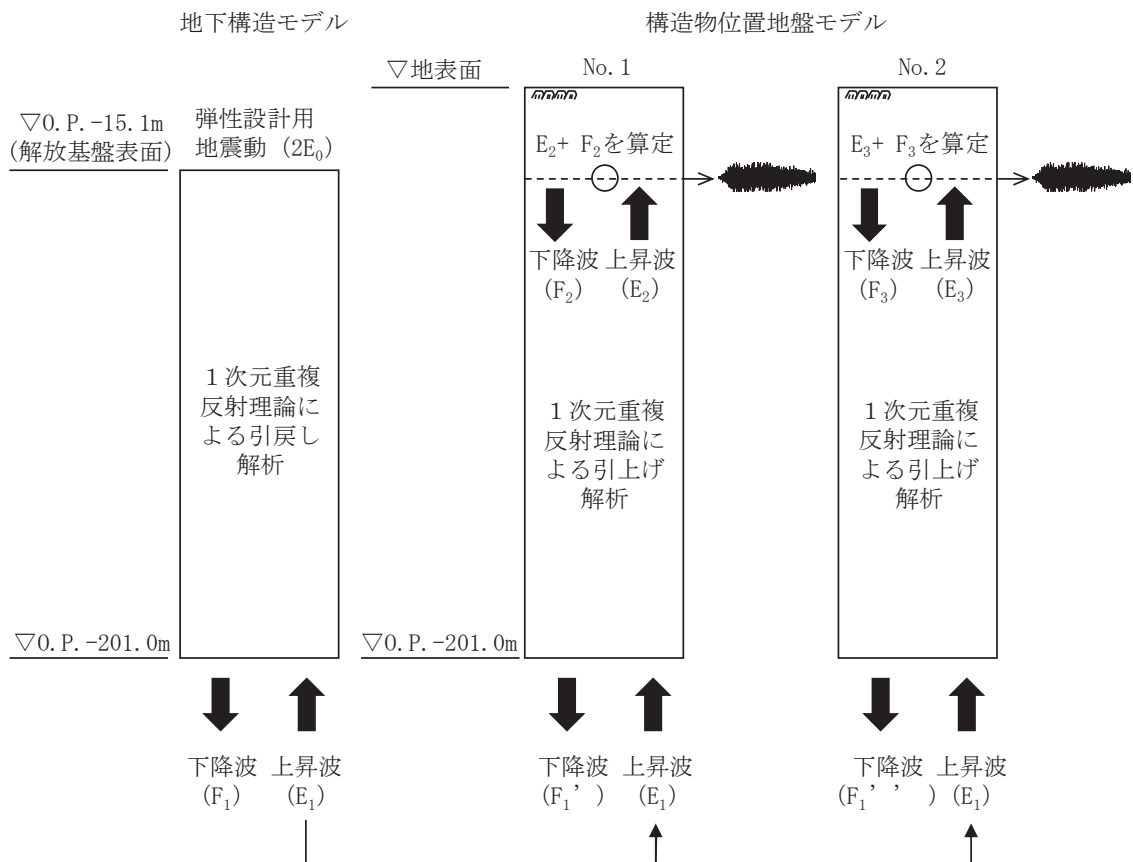 地下構造モデル
構造物位置地盤モデル
▽地表面
No.1
No.2
▽O.P.-15.1m
(解放基盤表面)
弾性設計用
地震動 (2E₀)
E₂+ F₂を算定
E₃+ F₃を算定
下降波 上昇波
(F₂) (E₂)
下降波 上昇波
(F₃) (E₃)
1次元重複
反射理論に
よる引戻し
解析
1次元重複
反射理論に
よる引上げ
解析
1次元重複
反射理論に
よる引上げ
解析
▽O.P.-201.0m
▽O.P.-201.0m
下降波 上昇波
(F₁) (E₁)
下降波 上昇波
(F₁’) (E₁)
下降波 上昇波
(F₁’’) (E₁)